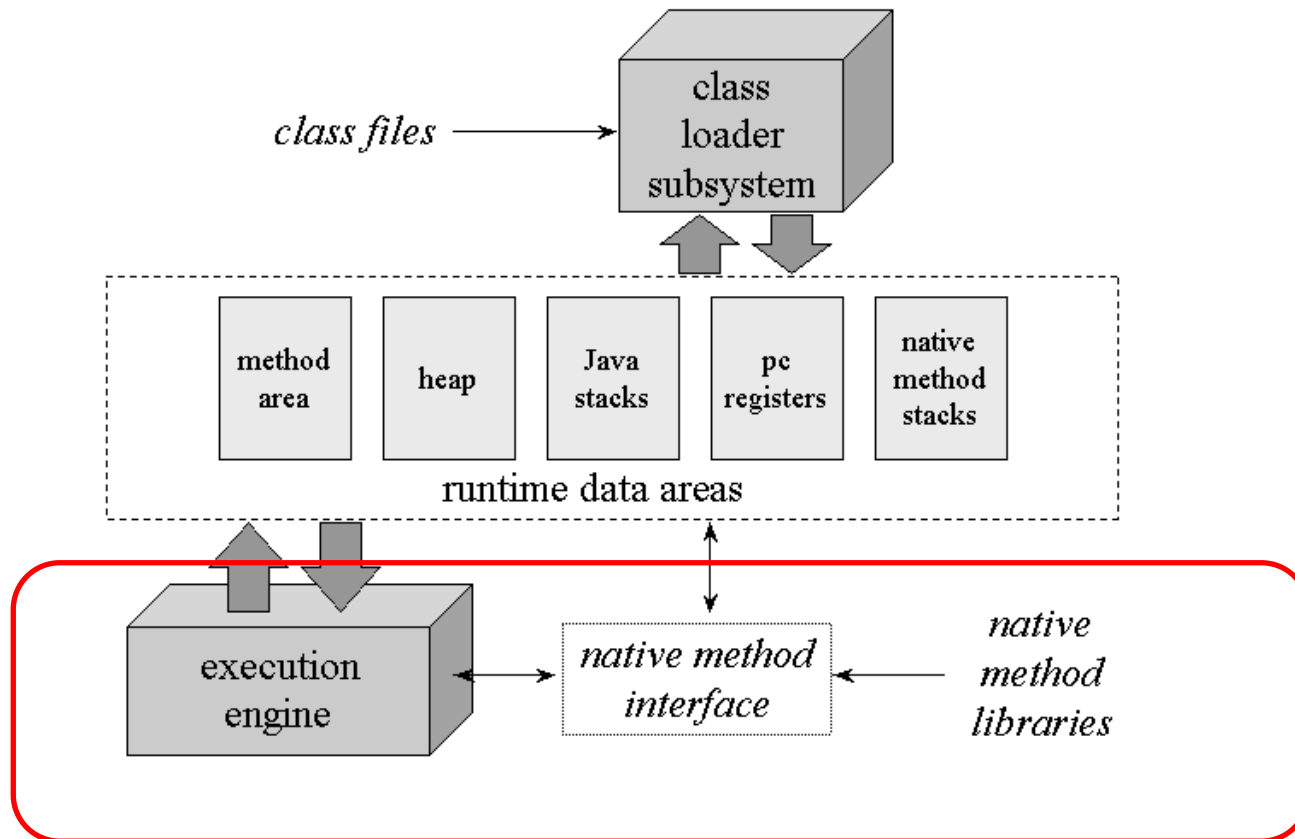 class
loader
subsystem
class files
method
area
heap
Java
stacks
pc
registers
native
method
stacks
runtime data areas
execution
engine
native method
interface
native
method
libraries